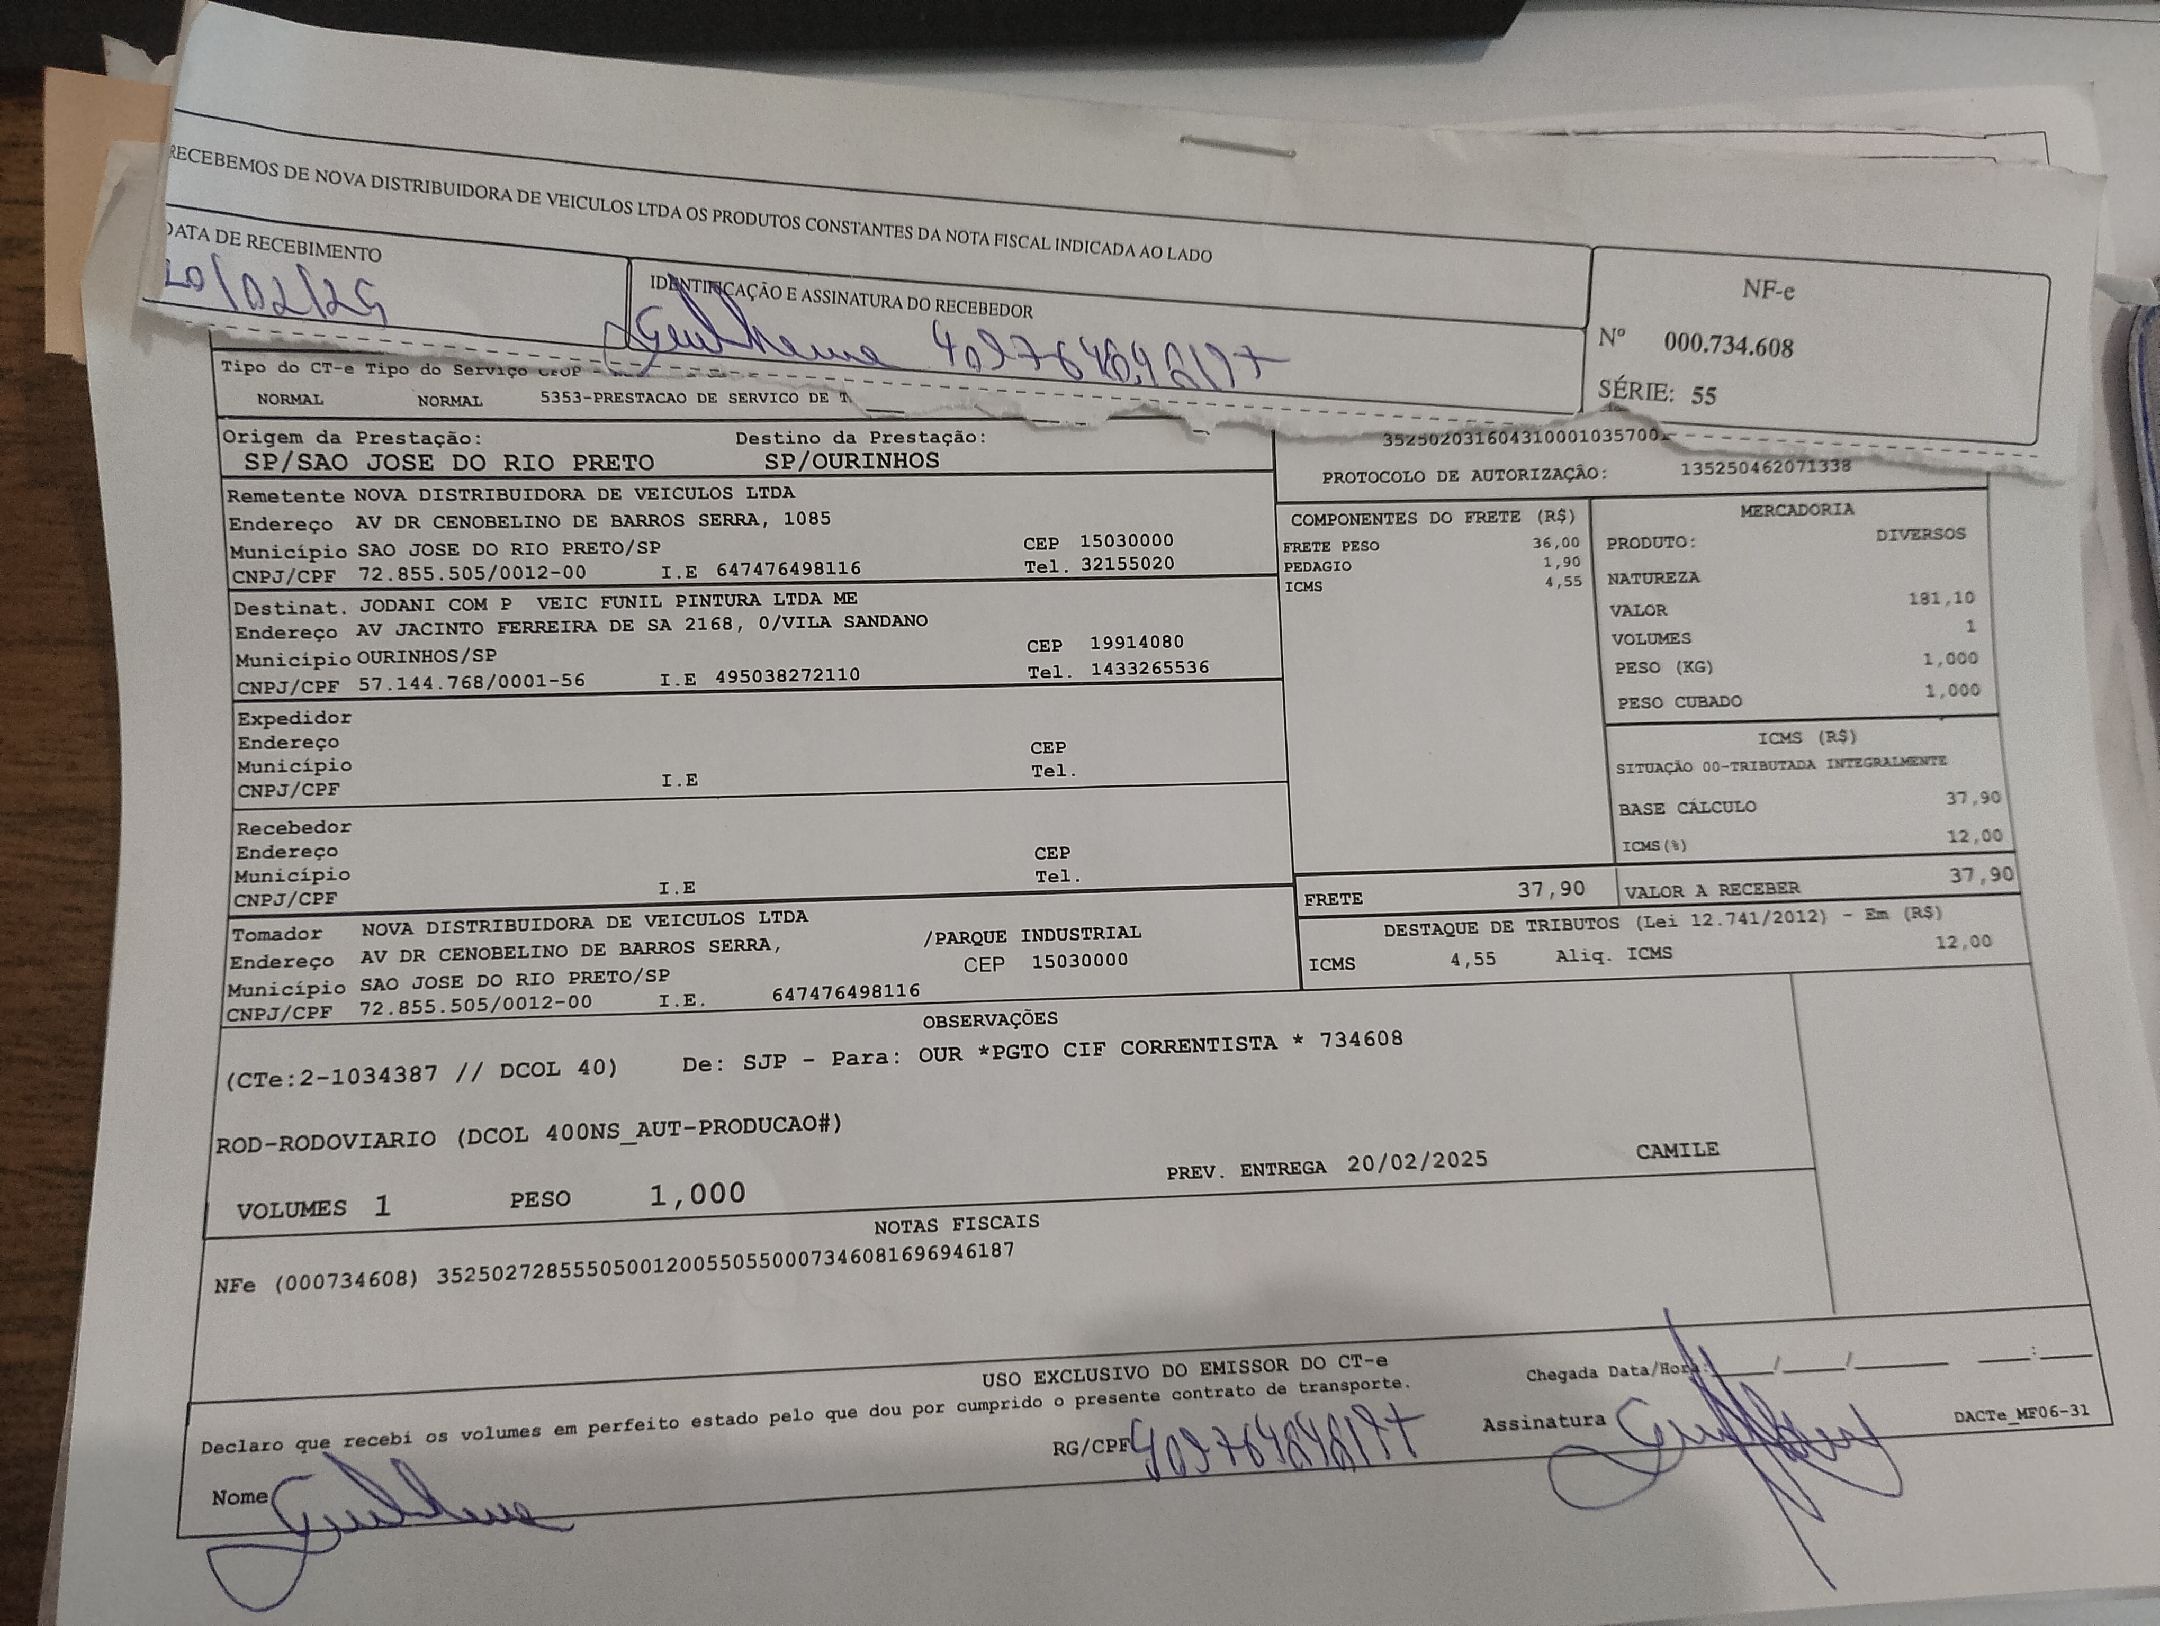 RECEBEMOS DE NOVA DISTRIBUIDORA DE VEICULOS LTDA OS PRODUTOS CONSTANTES DA NOTA FISCAL INDICADA AO LADO
DATA DE RECEBIMENTO
20/02/25
IDENTIFICAÇÃO E ASSINATURA DO RECEBEDOR
Guilherme
NF-e
Nº 000.734.608
SÉRIE: 55
Tipo do CT-e Tipo do Serviço CFOP -
NORMAL NORMAL 5353-PRESTACAO DE SERVICO DE T
Origem da Prestação: Destino da Prestação:
SP/SAO JOSE DO RIO PRETO SP/OURINHOS
3525020316043100010357001
PROTOCOLO DE AUTORIZAÇÃO: 135250462071338
Remetente NOVA DISTRIBUIDORA DE VEICULOS LTDA
Endereço AV DR CENOBELINO DE BARROS SERRA, 1085
Município SAO JOSE DO RIO PRETO/SP CEP 15030000
CNPJ/CPF 72.855.505/0012-00 I.E 647476498116 Tel. 32155020
Destinat. JODANI COM P VEIC FUNIL PINTURA LTDA ME
Endereço AV JACINTO FERREIRA DE SA 2168, 0/VILA SANDANO
Município OURINHOS/SP CEP 19914080
CNPJ/CPF 57.144.768/0001-56 I.E 495038272110 Tel. 1433265536
Expedidor
Endereço
Município CEP
CNPJ/CPF I.E Tel.
Recebedor
Endereço
Município CEP
CNPJ/CPF I.E Tel.
Tomador NOVA DISTRIBUIDORA DE VEICULOS LTDA
Endereço AV DR CENOBELINO DE BARROS SERRA, /PARQUE INDUSTRIAL
Município SAO JOSE DO RIO PRETO/SP CEP 15030000
CNPJ/CPF 72.855.505/0012-00 I.E. 647476498116
COMPONENTES DO FRETE (R$)
FRETE PESO 36,00
PEDAGIO 1,90
ICMS 4,55
MERCADORIA
PRODUTO: DIVERSOS
NATUREZA
VALOR 181,10
VOLUMES 1
PESO (KG) 1,000
PESO CUBADO 1,000
ICMS (R$)
SITUAÇÃO 00-TRIBUTADA INTEGRALMENTE
BASE CÁLCULO 37,90
ICMS(%) 12,00
FRETE 37,90 VALOR A RECEBER 37,90
DESTAQUE DE TRIBUTOS (Lei 12.741/2012) - Em (R$)
ICMS 4,55 Aliq. ICMS 12,00
OBSERVAÇÕES
(CTe:2-1034387 // DCOL 40) De: SJP - Para: OUR *PGTO CIF CORRENTISTA * 734608
ROD-RODOVIARIO (DCOL 400NS_AUT-PRODUCAO#)
VOLUMES 1 PESO 1,000 PREV. ENTREGA 20/02/2025 CAMILE
NOTAS FISCAIS
NFe (000734608) 35250272855505001200550550007346081696946187
USO EXCLUSIVO DO EMISSOR DO CT-e
Declaro que recebi os volumes em perfeito estado pelo que dou por cumprido o presente contrato de transporte.
Chegada Data/Hora: / / :
Nome Guilherme RG/CPF Assinatura
DACTe_MF06-31